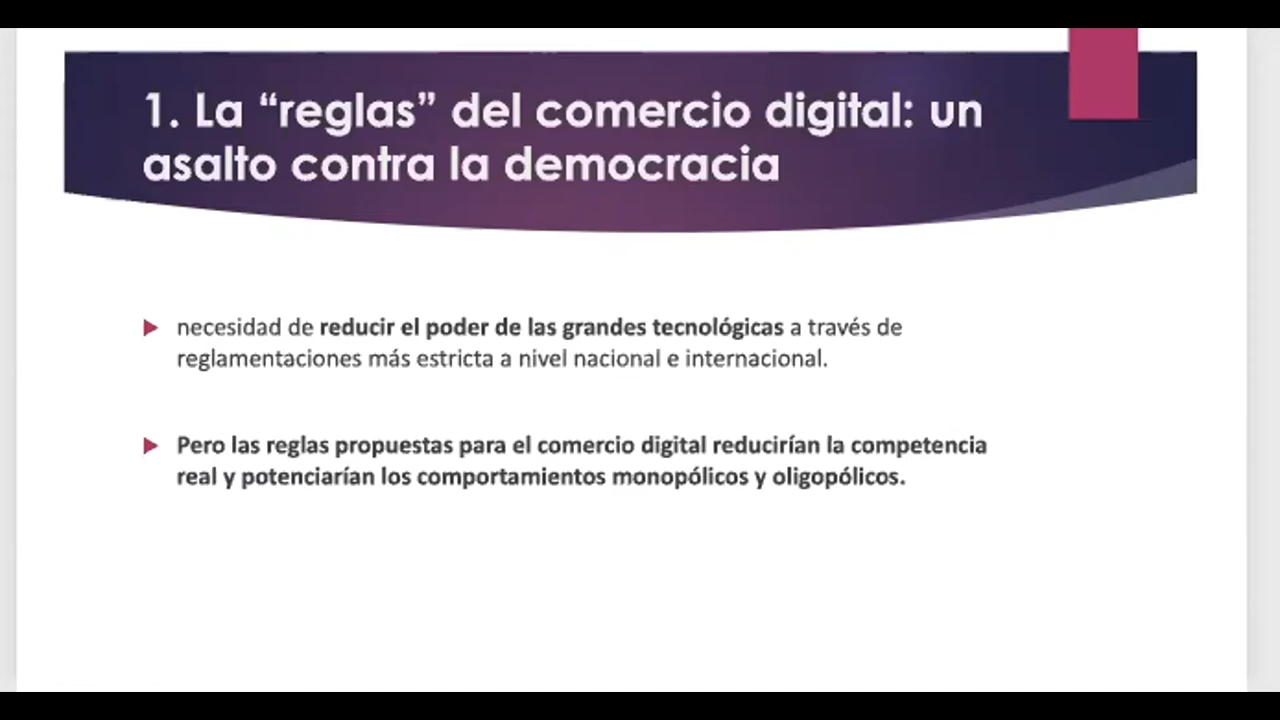 1. La “reglas” del comercio digital: un
asalto contra la democracia
necesidad de reducir el poder de las grandes tecnológicas a través de
reglamentaciones más estricta a nivel nacional e internacional.
Pero las reglas propuestas para el comercio digital reducirían la competencia
real y potenciarían los comportamientos monopólicos y oligopólicos.